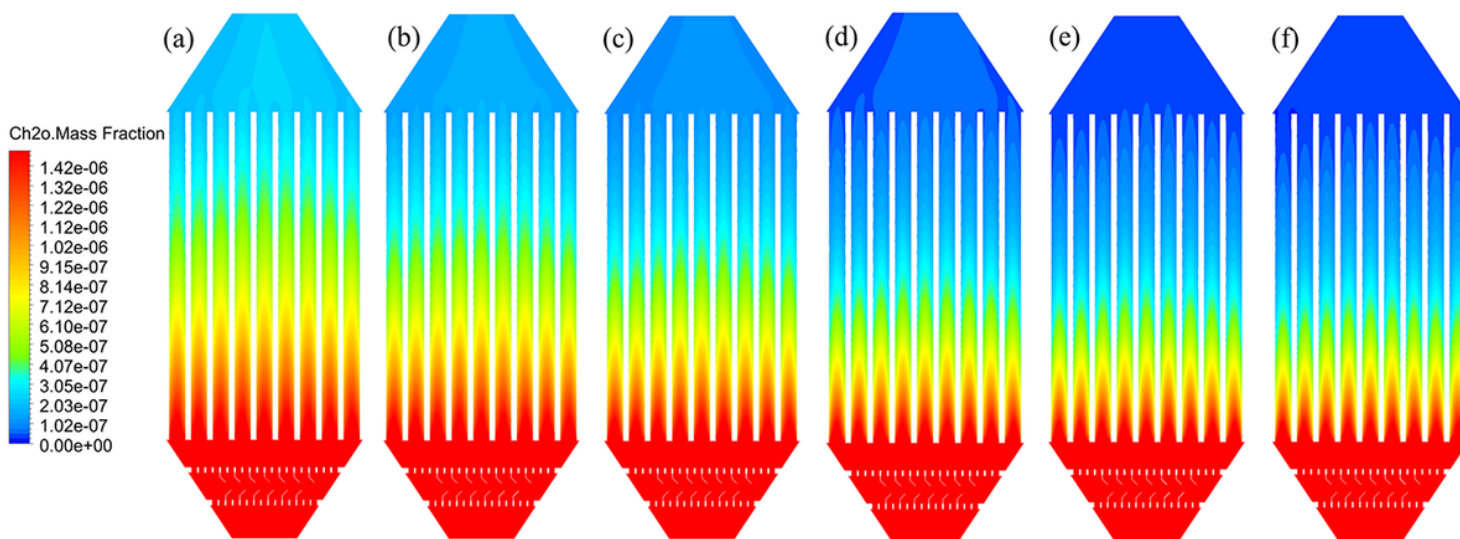 (a) (b) (c) (d) (e) (f)
Ch2o.Mass Fraction
1.42e-06
1.32e-06
1.22e-06
1.12e-06
1.02e-06
9.15e-07
8.14e-07
7.12e-07
6.10e-07
5.08e-07
4.07e-07
3.05e-07
2.03e-07
1.02e-07
0.00e+00